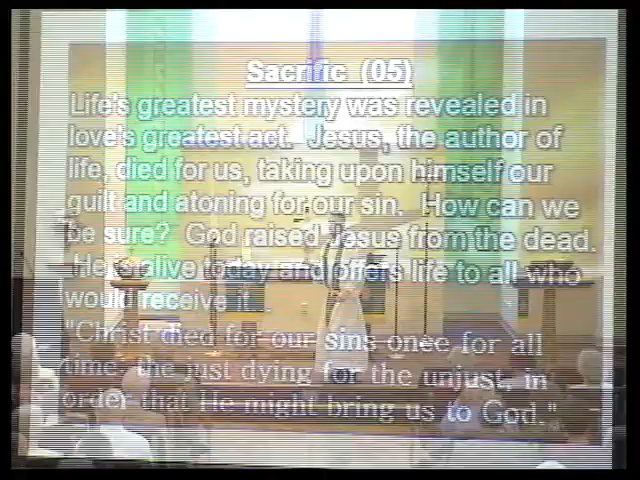 Sacrific (05)
Life's greatest mystery was revealed in
love's greatest act. Jesus, the author of
life, died for us, taking upon himself our
guilt and atoning for our sin. How can we
be sure? God raised Jesus from the dead.
He is alive today and offers life to all who
would receive it.
"Christ died for our sins once for all
time, the just dying for the unjust, in
order that He might bring us to God."